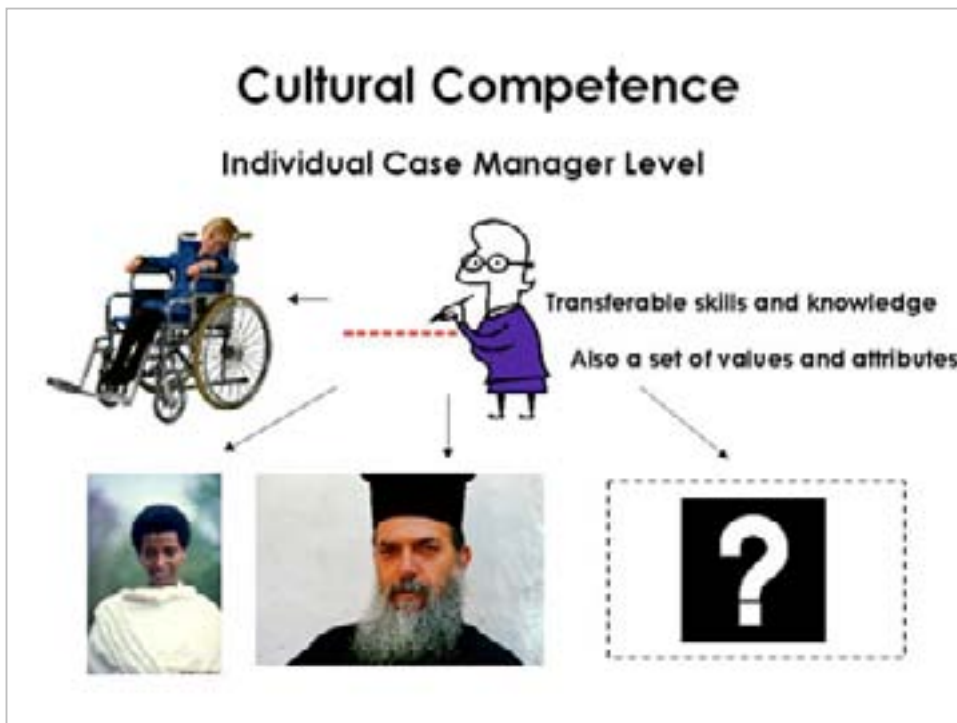 Cultural Competence
Individual Case Manager Level
Transferable skills and knowledge
Also a set of values and attributes
?